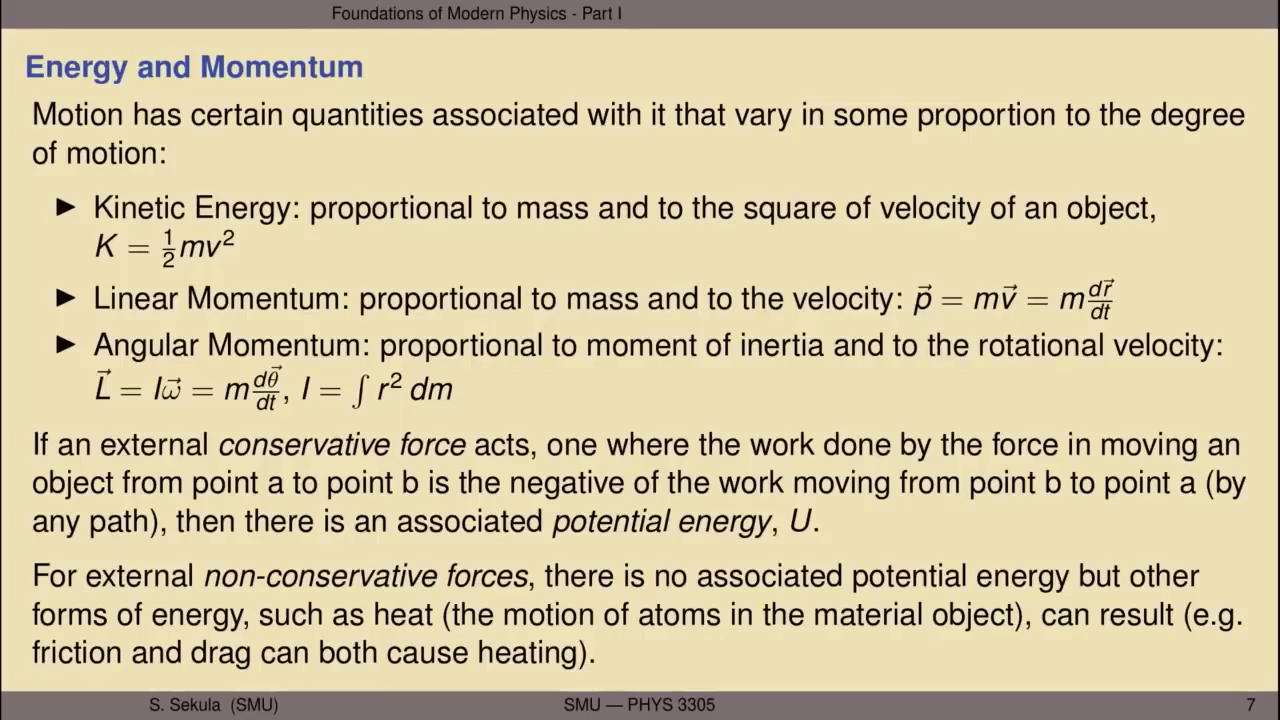 Foundations of Modern Physics - Part I
Energy and Momentum
Motion has certain quantities associated with it that vary in some proportion to the degree
of motion:
▶ Kinetic Energy: proportional to mass and to the square of velocity of an object,
K = ½mv²
▶ Linear Momentum: proportional to mass and to the velocity: p⃗ = mv⃗ = m dr⃗/dt
▶ Angular Momentum: proportional to moment of inertia and to the rotational velocity:
L⃗ = Iω⃗ = m dθ⃗/dt, I = ∫ r² dm
If an external conservative force acts, one where the work done by the force in moving an
object from point a to point b is the negative of the work moving from point b to point a (by
any path), then there is an associated potential energy, U.
For external non-conservative forces, there is no associated potential energy but other
forms of energy, such as heat (the motion of atoms in the material object), can result (e.g.
friction and drag can both cause heating).
S. Sekula (SMU) SMU — PHYS 3305 7